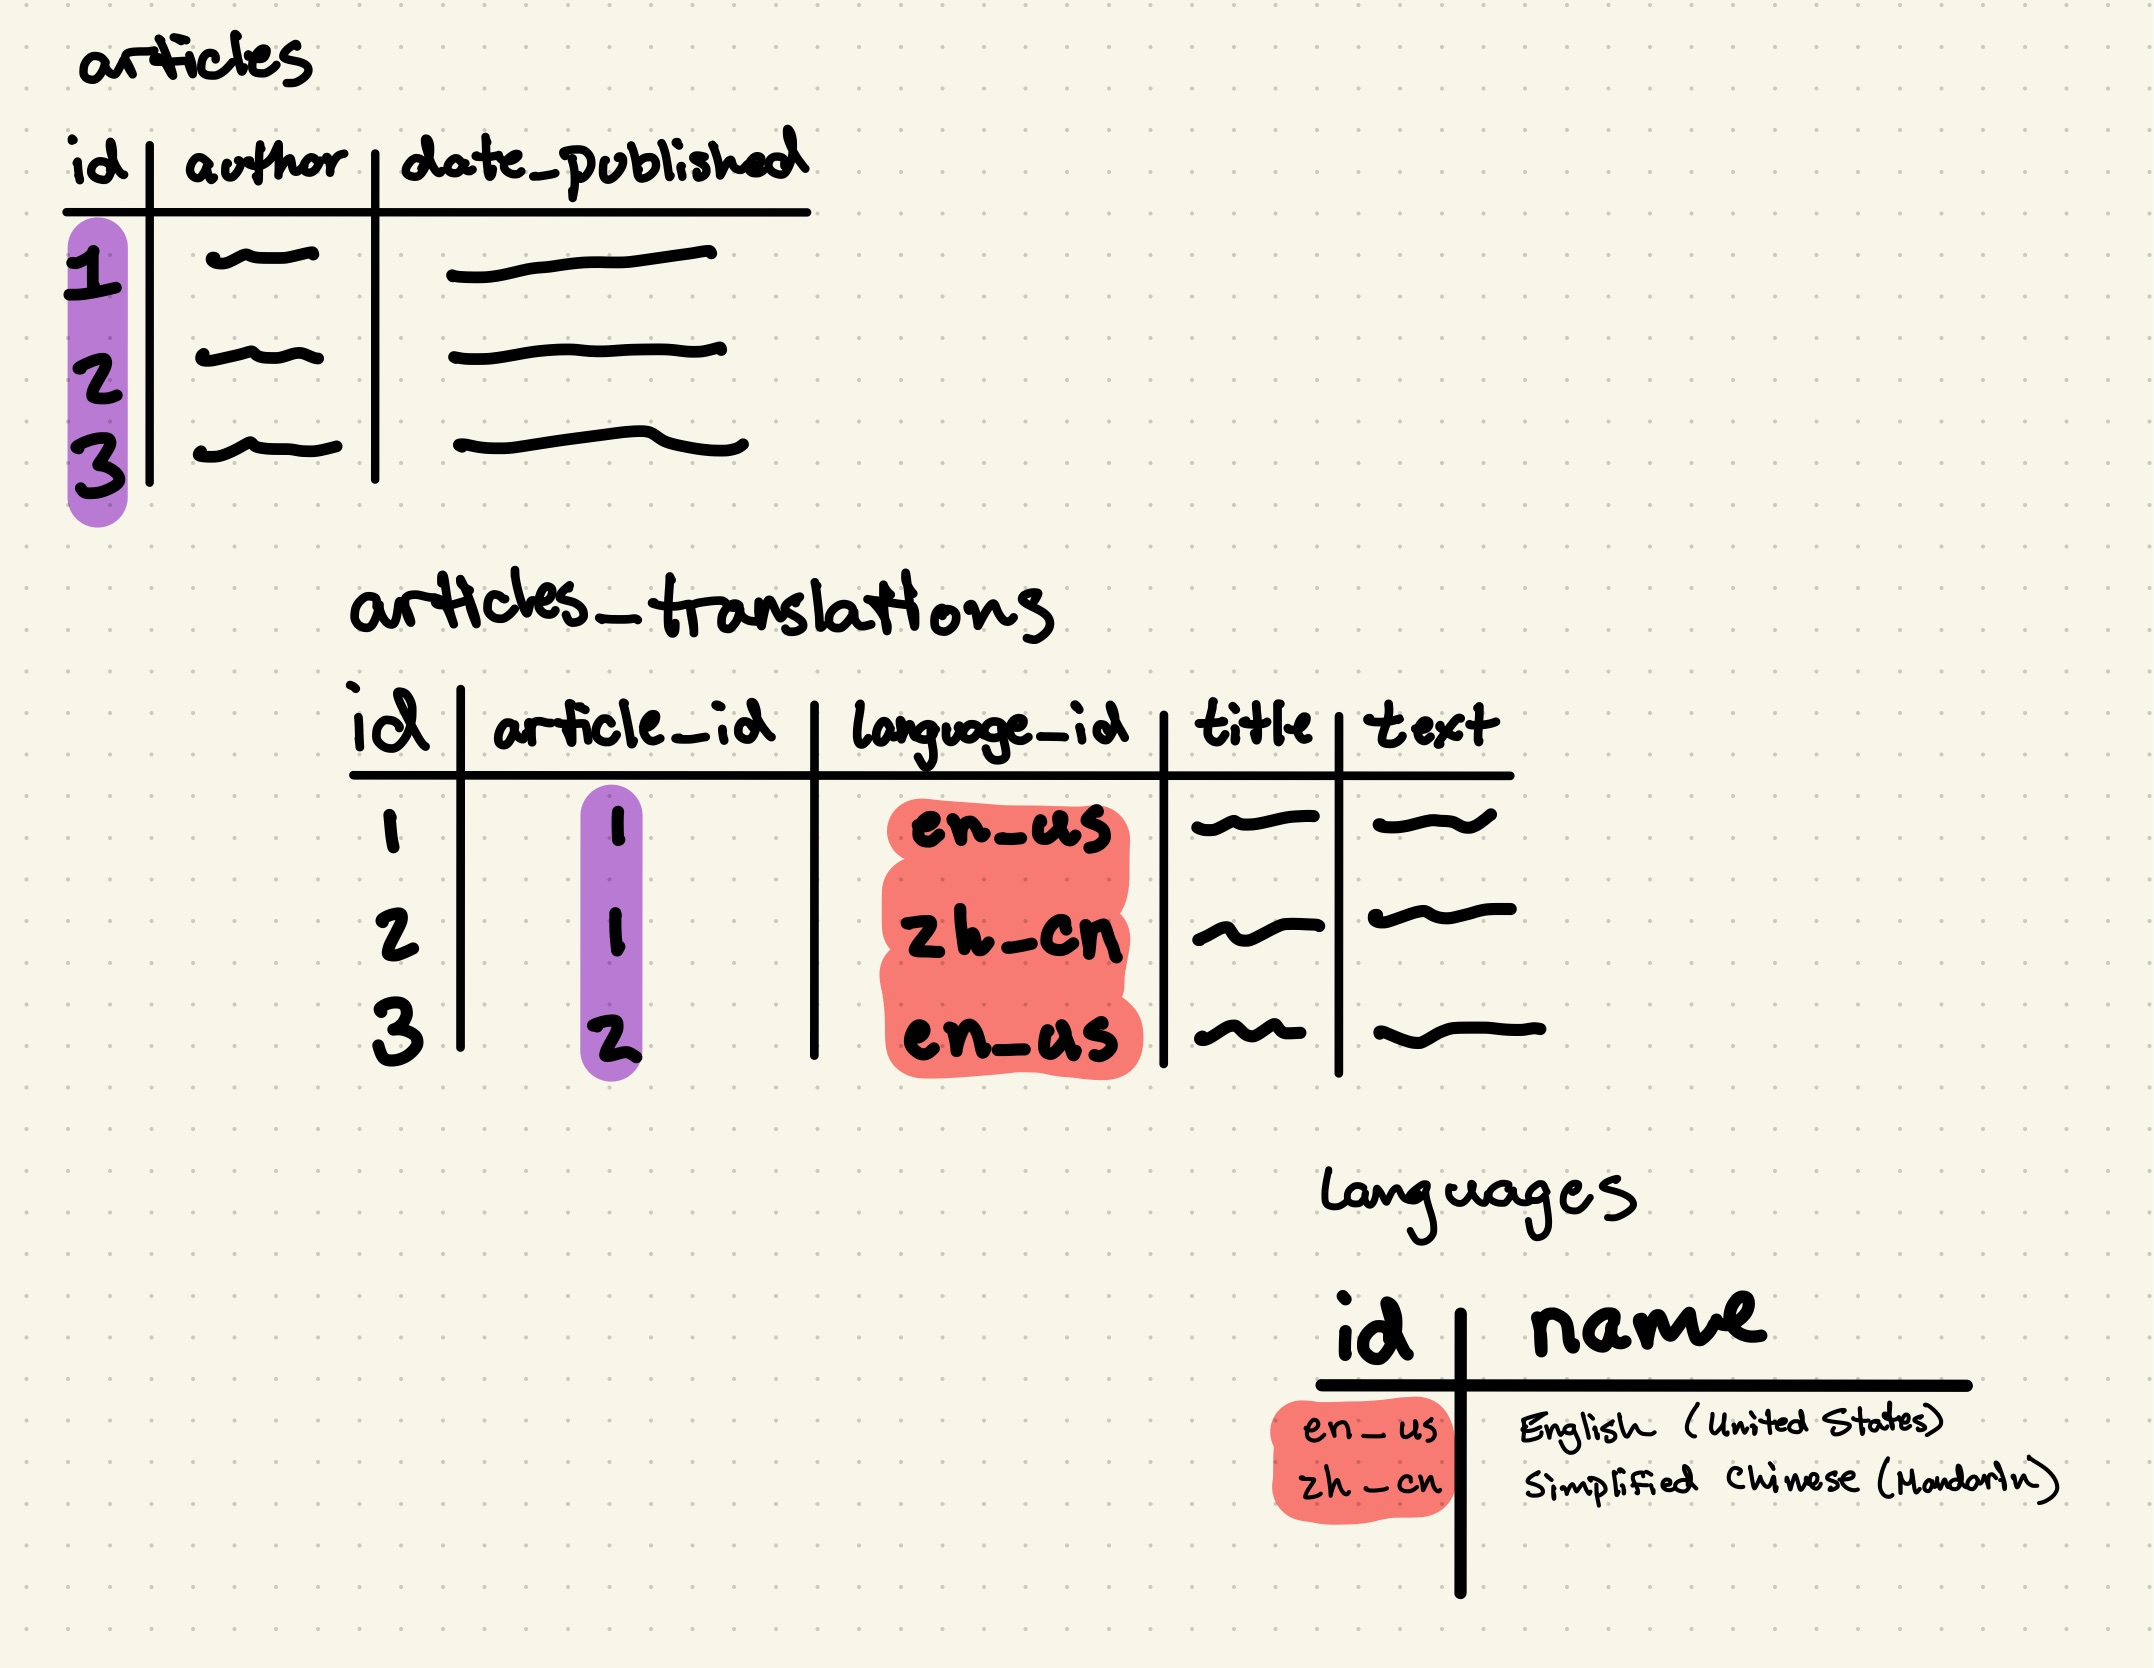 articles
id author date_published
1
2
3
articles_translations
id article_id language_id title text
1 1 en_us
2 1 zh_cn
3 2 en_us
languages
id name
en_us English (United States)
zh_cn Simplified Chinese (Mandarin)